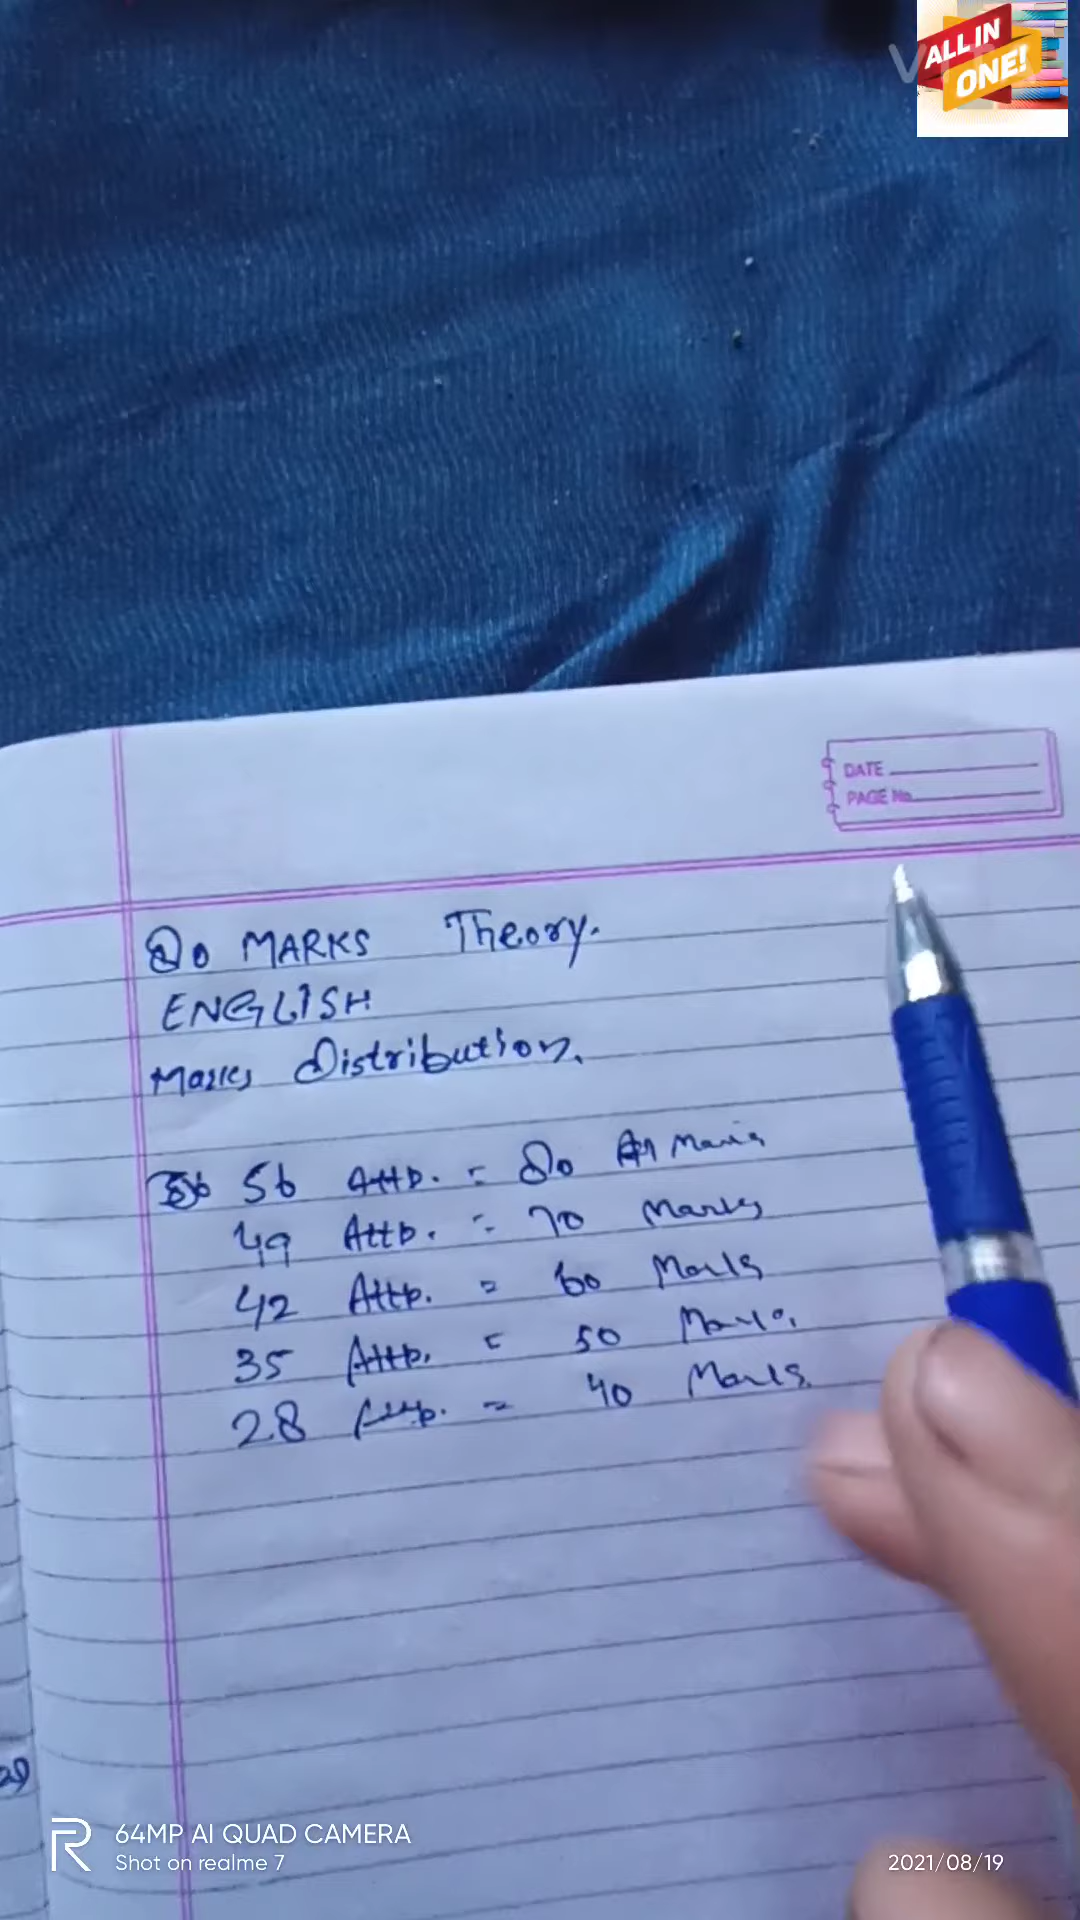 ALL IN
ONE!
DATE
PAGE No.
80 MARKS Theory.
ENGLISH
Marks Distribution.
56 Attp. = 80 Marks
49 Attp. = 70 Marks
42 Attp. = 60 Marks
35 Attp. = 50 Marks
28 Attp. = 40 Marks.
64MP AI QUAD CAMERA
Shot on realme 7
2021/08/19